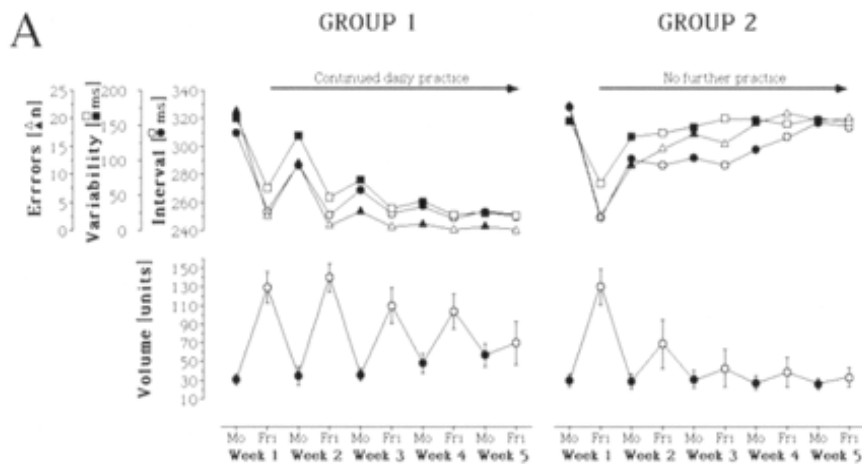 A
GROUP 1
GROUP 2
Continued daily practice
No further practice
Errrors [△▲n]
Variability [□■ms]
Interval [○●ms]
25
20
15
10
5
0
200
150
100
50
0
340
320
300
280
260
240
Volume [units]
150
130
110
90
70
50
30
10
Mo Fri Mo Fri Mo Fri Mo Fri Mo Fri
Week 1 Week 2 Week 3 Week 4 Week 5
Mo Fri Mo Fri Mo Fri Mo Fri Mo Fri
Week 1 Week 2 Week 3 Week 4 Week 5